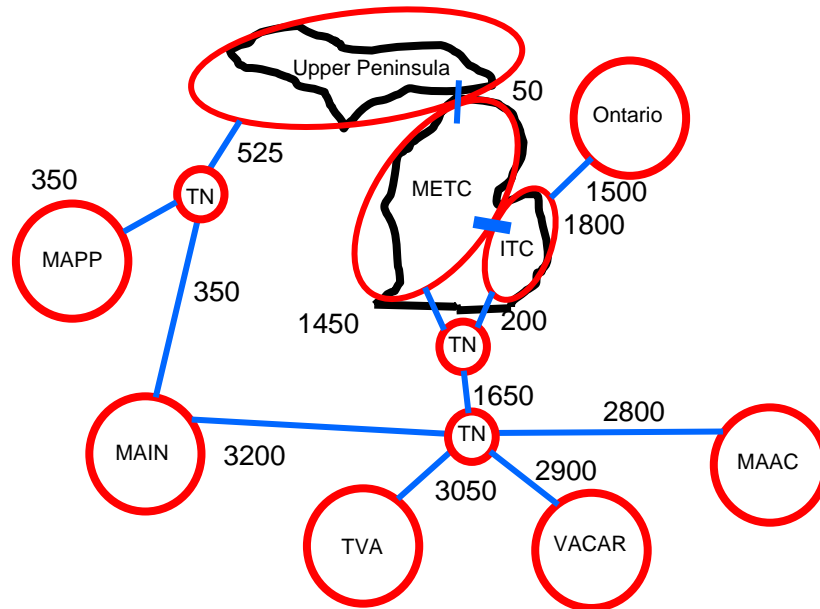 Upper Peninsula
50
Ontario
525
350
TN
METC
1500
1800
MAPP
ITC
350
1450
200
TN
1650
2800
TN
MAIN
3200
2900
MAAC
3050
TVA
VACAR